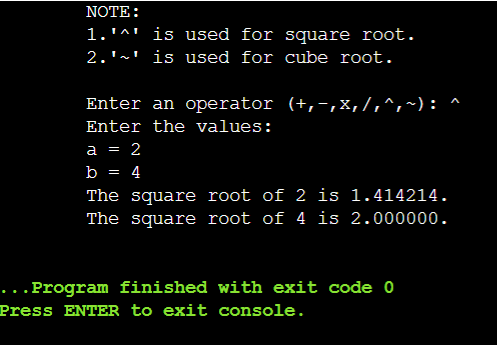 NOTE:
1.'^' is used for square root.
2.'~' is used for cube root.
Enter an operator (+,-,x,/,^,~): ^
Enter the values:
a = 2
b = 4
The square root of 2 is 1.414214.
The square root of 4 is 2.000000.
...Program finished with exit code 0
Press ENTER to exit console.